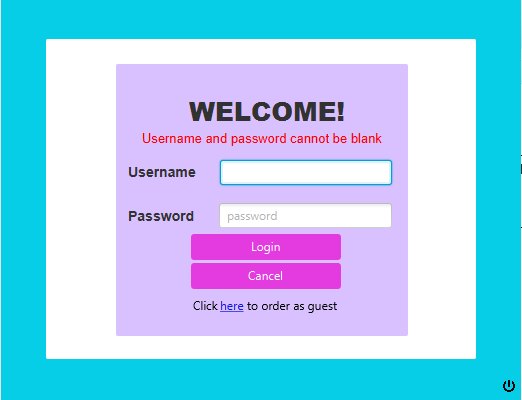 WELCOME!
Username and password cannot be blank
Username
Password password
Login
Cancel
Click here to order as guest